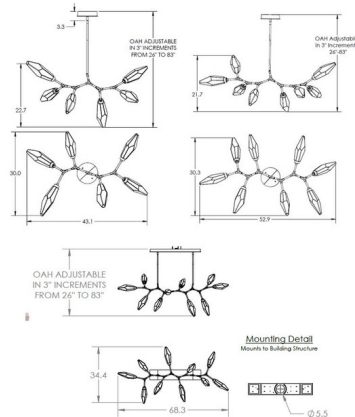 3.3
OAH ADJUSTABLE
IN 3" INCREMENTS
FROM 26" TO 83"
22.7
OAH Adjustable
in 3" Increments
26"-83"
21.7
30.0
43.1
30.3
52.9
OAH ADJUSTABLE
IN 3" INCREMENTS
FROM 26" TO 83"
34.4
68.3
Mounting Detail
Mounts to Building Structure
Ø 5.5